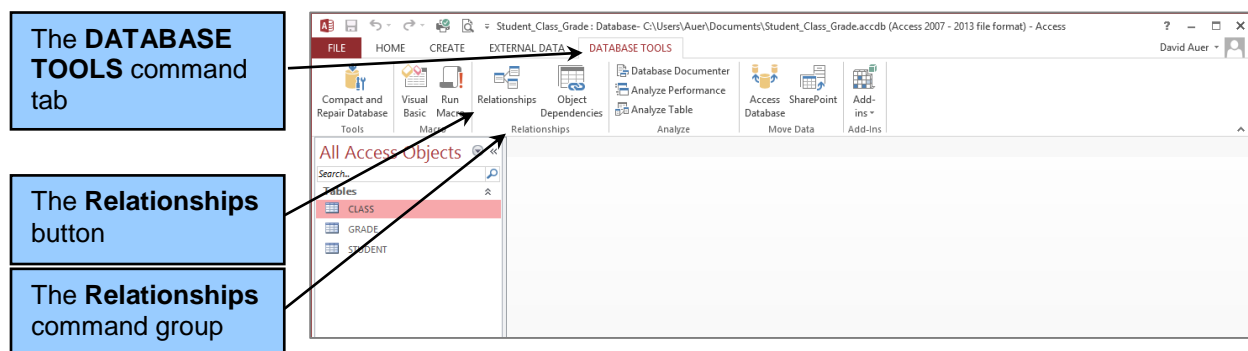 The DATABASE
TOOLS command
tab
The Relationships
button
The Relationships
command group
Student_Class_Grade : Database- C:\Users\Auer\Documents\Student_Class_Grade.accdb (Access 2007 - 2013 file format) - Access
? – □ X
FILE HOME CREATE EXTERNAL DATA DATABASE TOOLS David Auer
Compact and
Repair Database
Visual
Basic
Run
Macro
Relationships
Object
Dependencies
Database Documenter
Analyze Performance
Analyze Table
Access
Database
SharePoint
Add-
ins
Tools Macro Relationships Analyze Move Data Add-Ins
All Access Objects «
Search..
Tables
CLASS
GRADE
STUDENT